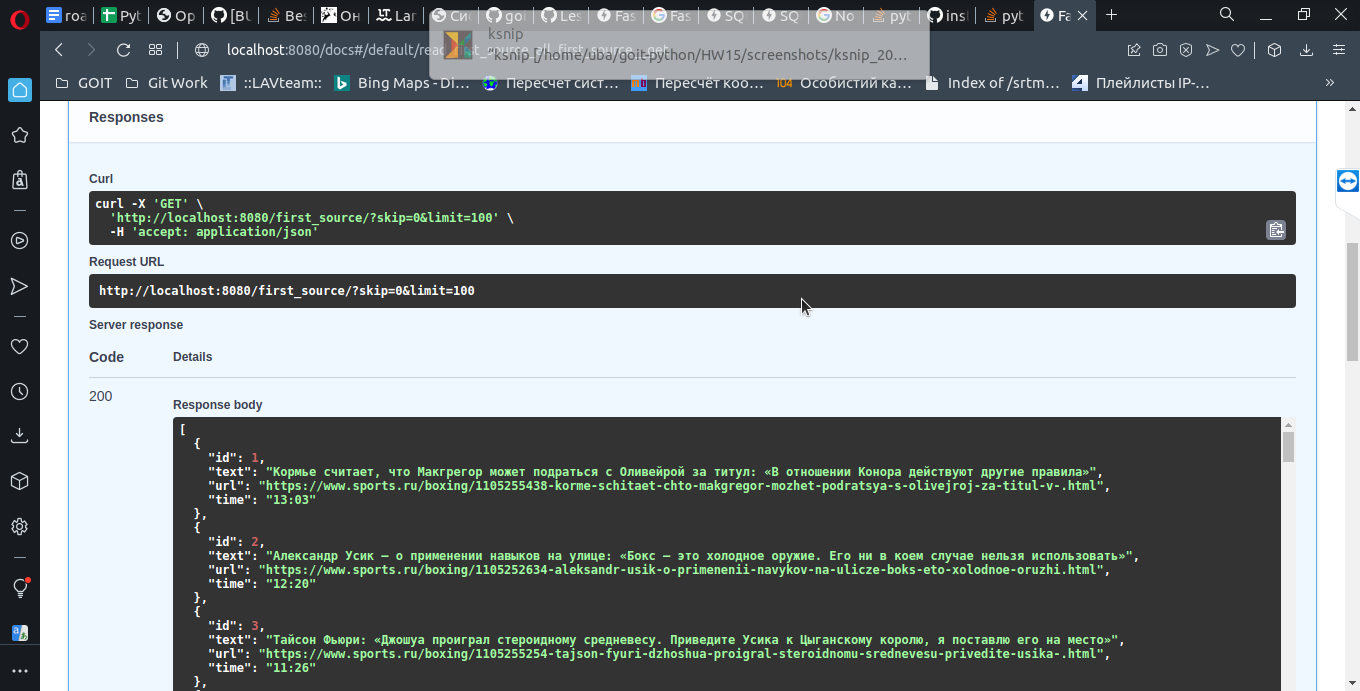 roa
Pyt
Op
[BU
Bes
Он
Lar
Си
go
Les
Fas
Fas
SQ
SQ
No
pyt
inst
pyt
Fa
ksnip
*ksnip [/home/uba/goit-python/HW15/screenshots/ksnip_20...
localhost:8080/docs#/default/read_first_source_all_first_source__get
GOIT
Git Work
::LAVteam::
Bing Maps - Di...
Пересчет сист...
Пересчёт коо...
104
Особистий ка...
Index of /srtm...
Плейлисты IP-...
»
Responses
Curl
curl -X 'GET' \
'http://localhost:8080/first_source/?skip=0&limit=100' \
-H 'accept: application/json'
Request URL
http://localhost:8080/first_source/?skip=0&limit=100
Server response
Code Details
200
Response body
[
{
"id": 1,
"text": "Кормье считает, что Макгрегор может подраться с Оливейрой за титул: «В отношении Конора действуют другие правила»",
"url": "https://www.sports.ru/boxing/1105255438-korme-schitaet-chto-makgregor-mozhet-podratsya-s-olivejroj-za-titul-v-.html",
"time": "13:03"
},
{
"id": 2,
"text": "Александр Усик – о применении навыков на улице: «Бокс – это холодное оружие. Его ни в коем случае нельзя использовать»",
"url": "https://www.sports.ru/boxing/1105252634-aleksandr-usik-o-primenenii-navykov-na-ulicze-boks-eto-xolodnoe-oruzhi.html",
"time": "12:20"
},
{
"id": 3,
"text": "Тайсон Фьюри: «Джошуа проиграл стероидному средневесу. Приведите Усика к Цыганскому королю, я поставлю его на место»",
"url": "https://www.sports.ru/boxing/1105255254-tajson-fyuri-dzhoshua-proigral-steroidnomu-srednevesu-privedite-usika-.html",
"time": "11:26"
},